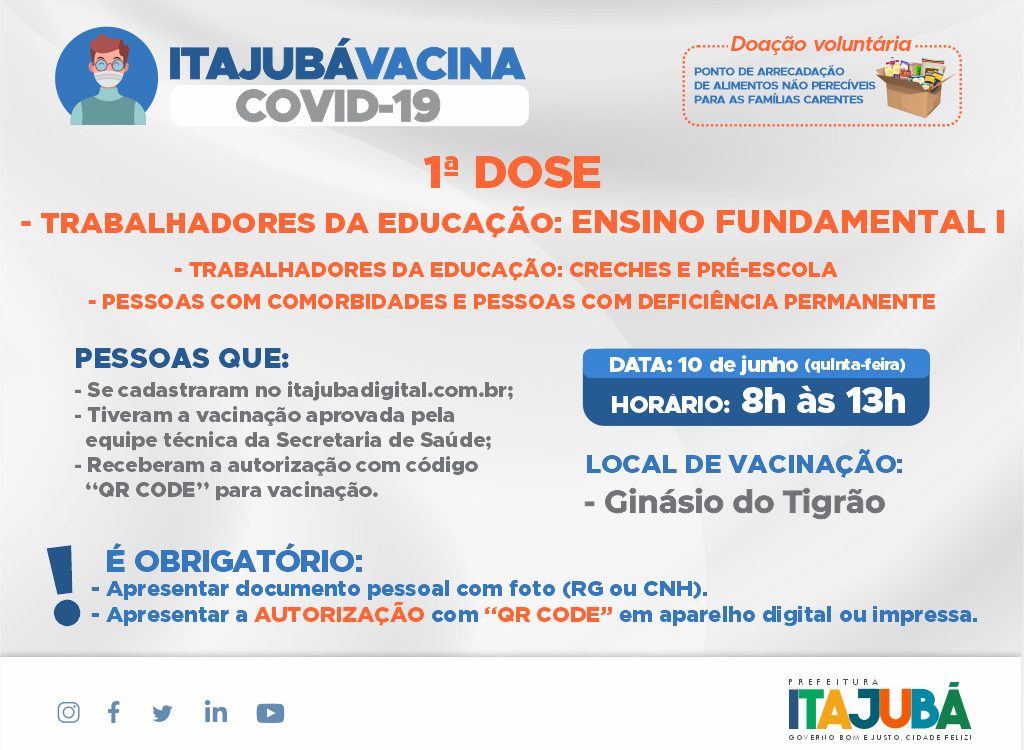 ITAJUBÁVACINA
COVID-19
Doação voluntária
PONTO DE ARRECADAÇÃO
DE ALIMENTOS NÃO PERECÍVEIS
PARA AS FAMÍLIAS CARENTES
1ª DOSE
- TRABALHADORES DA EDUCAÇÃO: ENSINO FUNDAMENTAL I
- TRABALHADORES DA EDUCAÇÃO: CRECHES E PRÉ-ESCOLA
- PESSOAS COM COMORBIDADES E PESSOAS COM DEFICIÊNCIA PERMANENTE
PESSOAS QUE:
- Se cadastraram no itajubadigital.com.br;
- Tiveram a vacinação aprovada pela
equipe técnica da Secretaria de Saúde;
- Receberam a autorização com código
“QR CODE” para vacinação.
DATA: 10 de junho (quinta-feira)
HORÁRIO: 8h às 13h
LOCAL DE VACINAÇÃO:
- Ginásio do Tigrão
! É OBRIGATÓRIO:
- Apresentar documento pessoal com foto (RG ou CNH).
- Apresentar a AUTORIZAÇÃO com “QR CODE” em aparelho digital ou impressa.
PREFEITURA
ITAJUBÁ
GOVERNO BOM E JUSTO, CIDADE FELIZ!